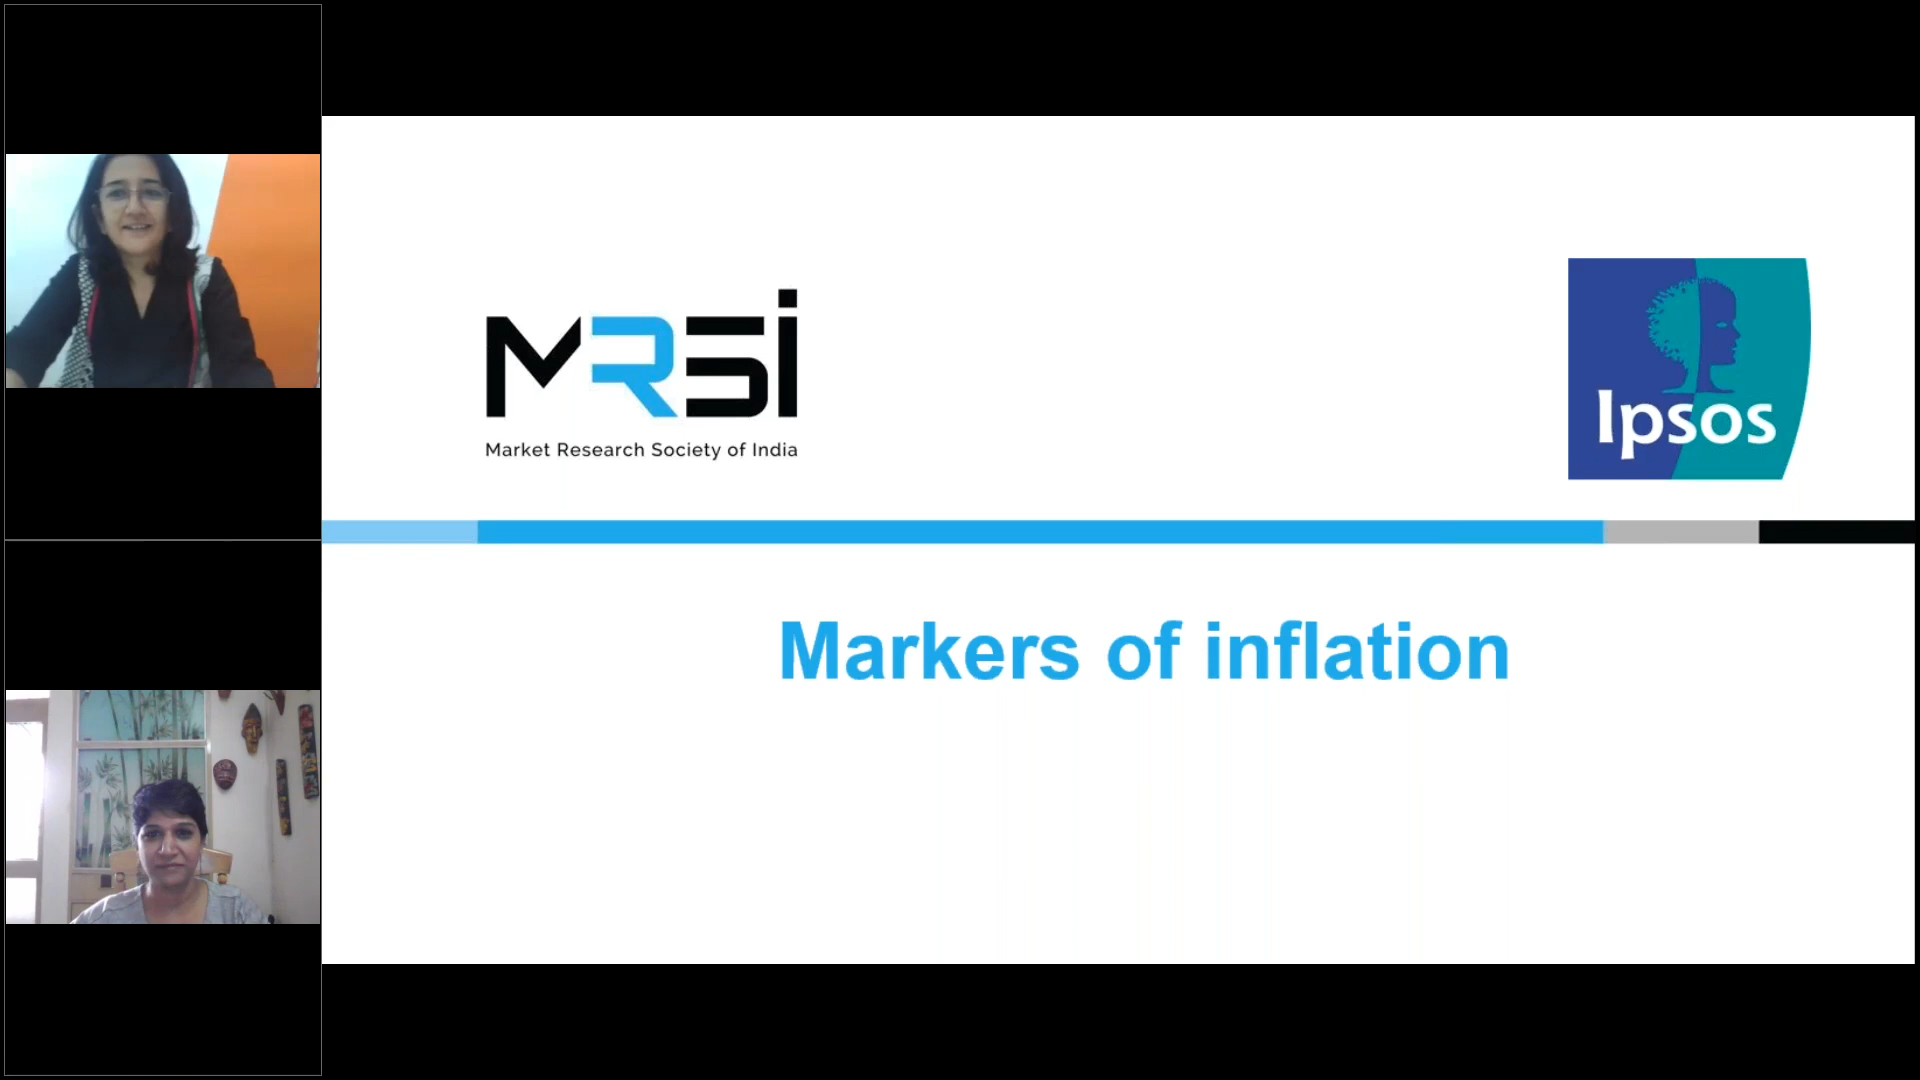 MRSI
Market Research Society of India
Ipsos
Markers of inflation